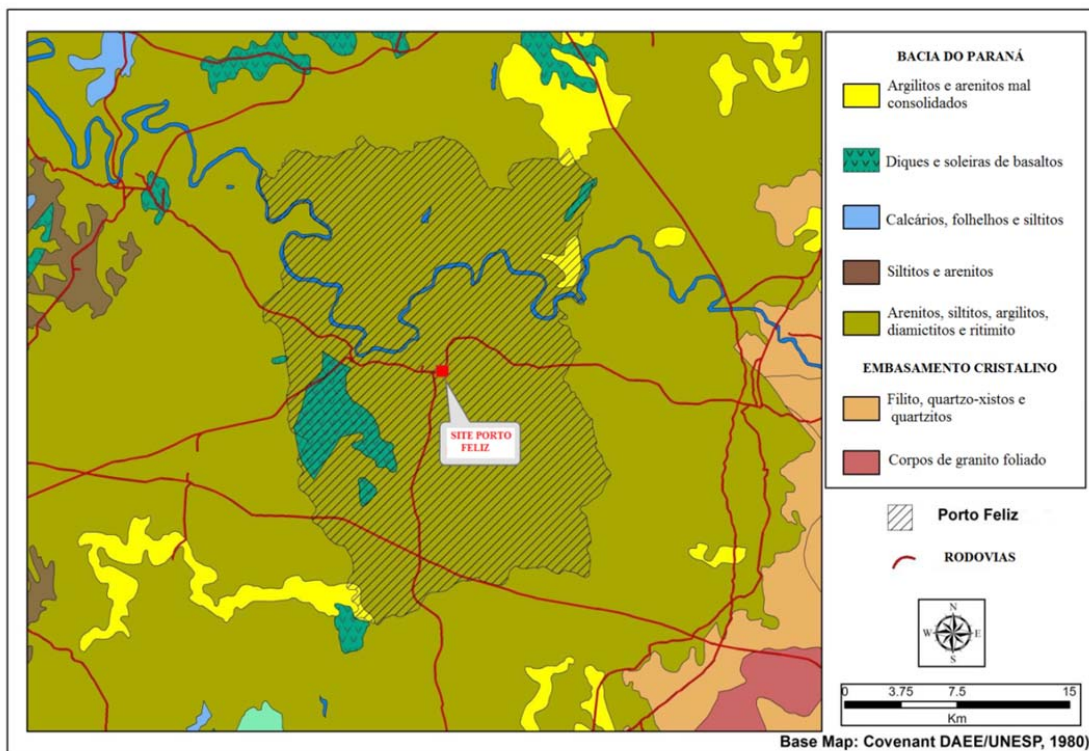 BACIA DO PARANÁ
Argilitos e arenitos mal
consolidados
Diques e soleiras de basaltos
Calcários, folhelhos e siltitos
Siltitos e arenitos
Arenitos, siltitos, argilitos,
diamictitos e ritimito
EMBASAMENTO CRISTALINO
Filito, quartzo-xistos e
quartzitos
Corpos de granito foliado
Porto Feliz
RODOVIAS
SITE PORTO
FELIZ
N
W E
S
0 3.75 7.5 15
Km
Base Map: Covenant DAEE/UNESP, 1980)